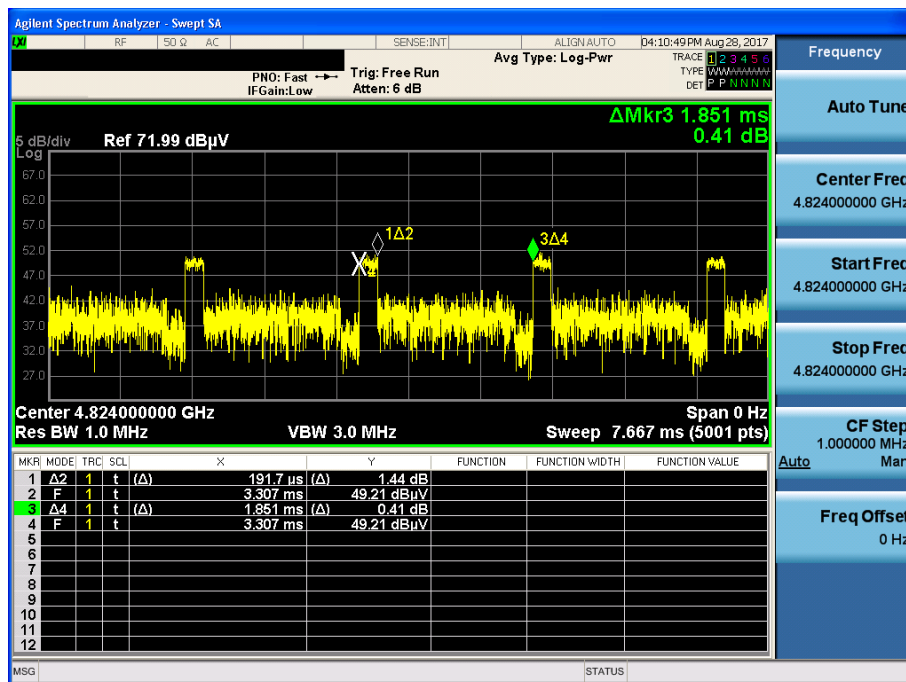 Agilent Spectrum Analyzer - Swept SA
LXI RF 50 Ω AC SENSE:INT ALIGN AUTO 04:10:49 PM Aug 28, 2017
Avg Type: Log-Pwr
TRACE 1 2 3 4 5 6
PNO: Fast Trig: Free Run
TYPE WWWWWW
IFGain:Low Atten: 6 dB
DET P P N N N N
ΔMkr3 1.851 ms
0.41 dB
5 dB/div Ref 71.99 dBµV
Log
67.0
62.0
57.0
52.0
47.0
42.0
37.0
32.0
27.0
1Δ2
3Δ4
Center 4.824000000 GHz Span 0 Hz
Res BW 1.0 MHz VBW 3.0 MHz Sweep 7.667 ms (5001 pts)
MKR MODE TRC SCL X Y FUNCTION FUNCTION WIDTH FUNCTION VALUE
1 Δ2 1 t (Δ) 191.7 µs (Δ) 1.44 dB
2 F 1 t 3.307 ms 49.21 dBµV
3 Δ4 1 t (Δ) 1.851 ms (Δ) 0.41 dB
4 F 1 t 3.307 ms 49.21 dBµV
5
6
7
8
9
10
11
12
MSG STATUS
Frequency
Auto Tune
Center Freq
4.824000000 GHz
Start Freq
4.824000000 GHz
Stop Freq
4.824000000 GHz
CF Step
1.000000 MHz
Auto Man
Freq Offset
0 Hz